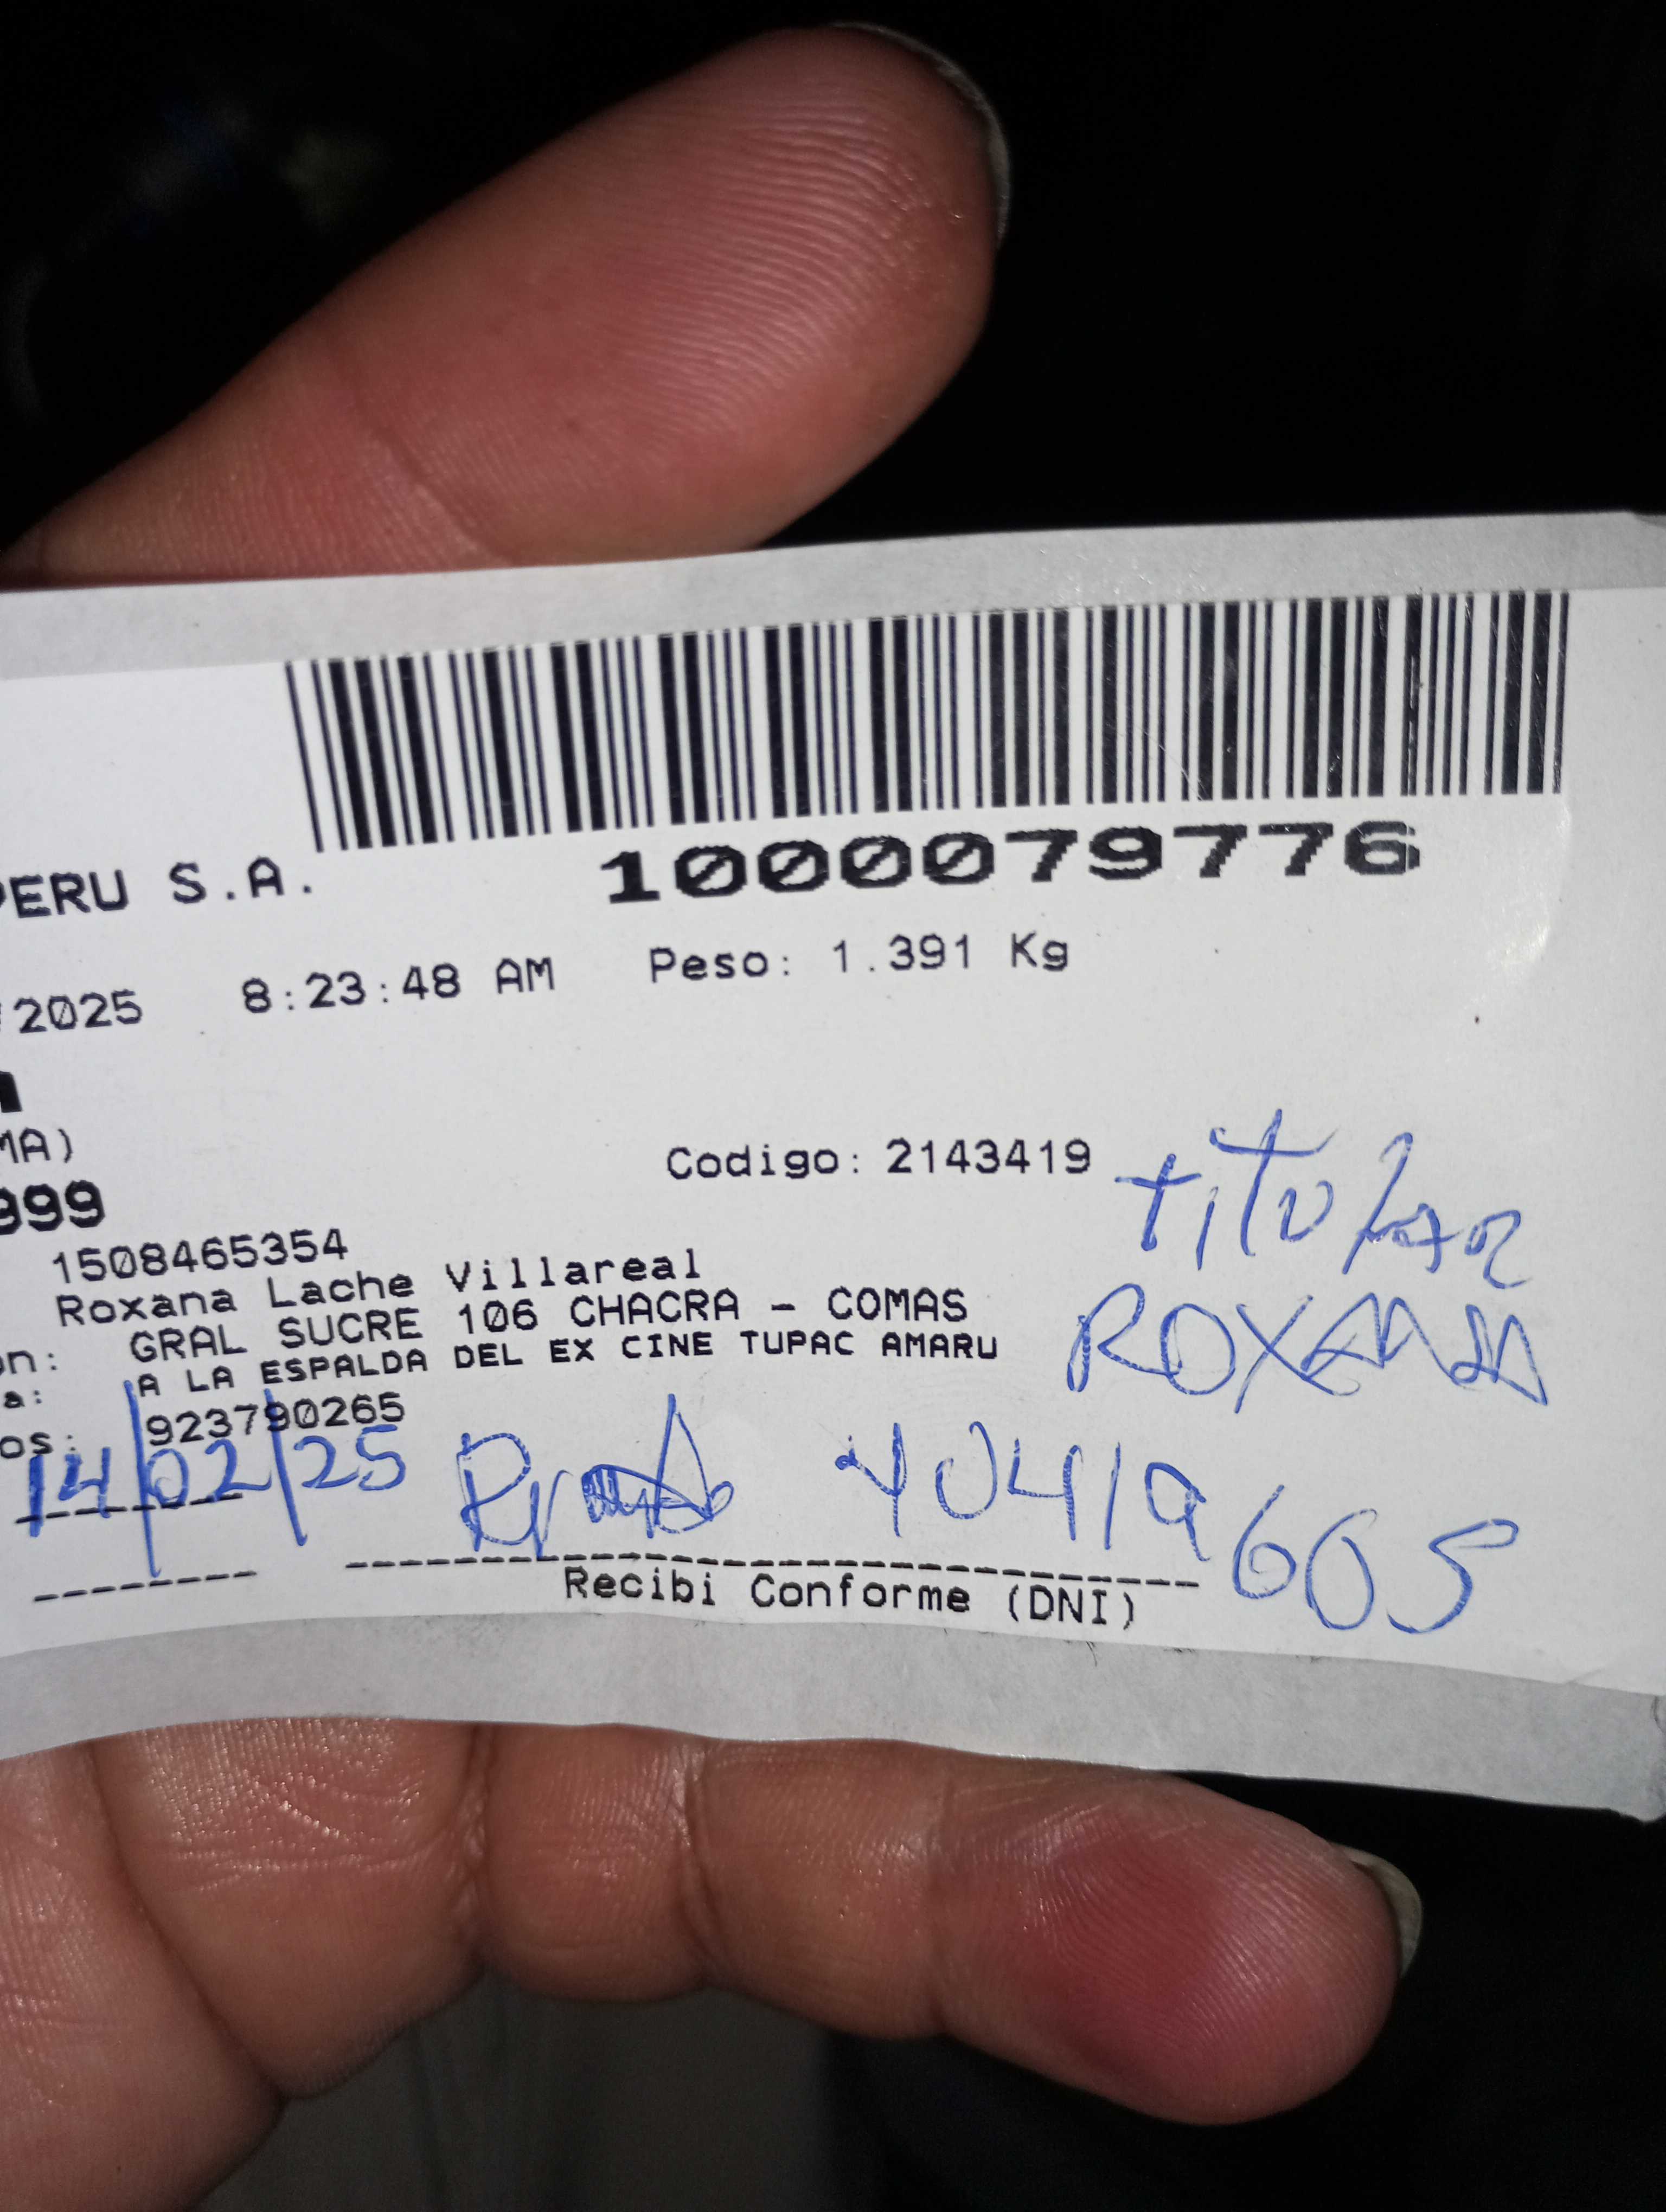 PERU S.A.
1000079776
/2025 8:23:48 AM Peso: 1.391 Kg
MA)
Codigo: 2143419
999
TITULAR
1508465354
Roxana Lache Villareal
ROXANA
on: GRAL SUCRE 106 CHACRA - COMAS
a: A LA ESPALDA DEL EX CINE TUPAC AMARU
os: 923790265
14/02/25 40419605
Recibi Conforme (DNI)